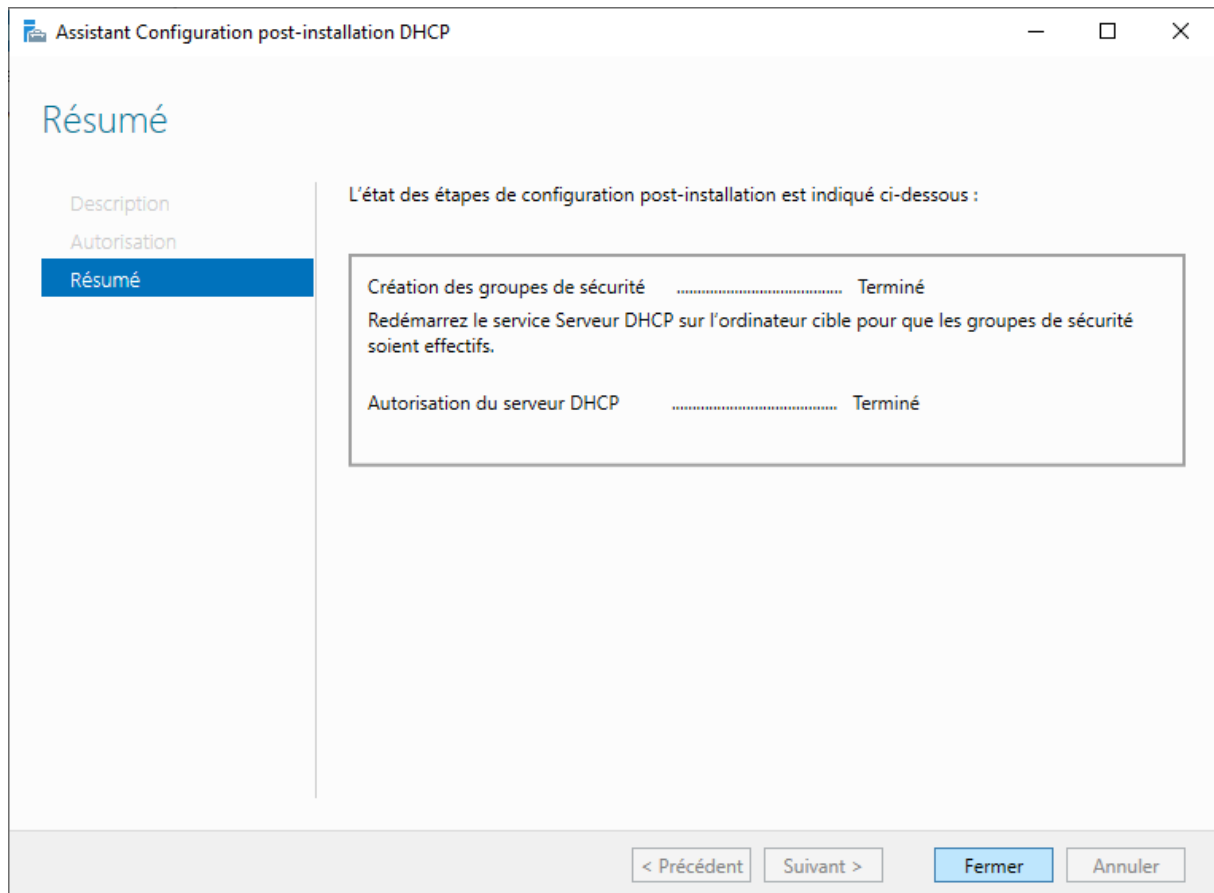 Assistant Configuration post-installation DHCP
Résumé
Description
Autorisation
Résumé
L'état des étapes de configuration post-installation est indiqué ci-dessous :
Création des groupes de sécurité ........................................ Terminé
Redémarrez le service Serveur DHCP sur l'ordinateur cible pour que les groupes de sécurité
soient effectifs.
Autorisation du serveur DHCP ........................................ Terminé
< Précédent Suivant > Fermer Annuler